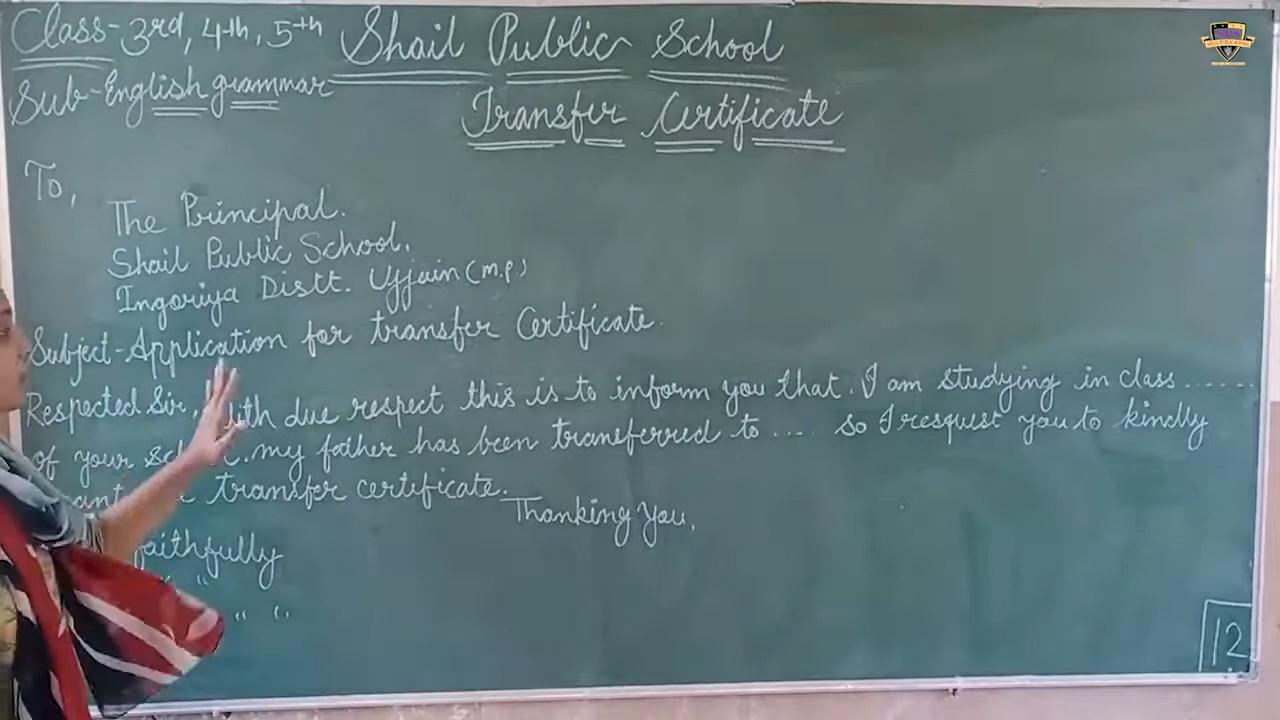 Class-3rd, 4th, 5th Shail Public School
Sub-English grammar
Transfer Certificate
To,
The Principal.
Shail Public School.
Ingoriya Distt. Ujjain (m.p)
Subject-Application for transfer Certificate.
Respected Sir, with due respect this is to inform you that. I am studying in class ......
of your my father has been transferred to .... so I resquest you to kindly
transfer certificate.
Thanking You,
faithfully
" "
12